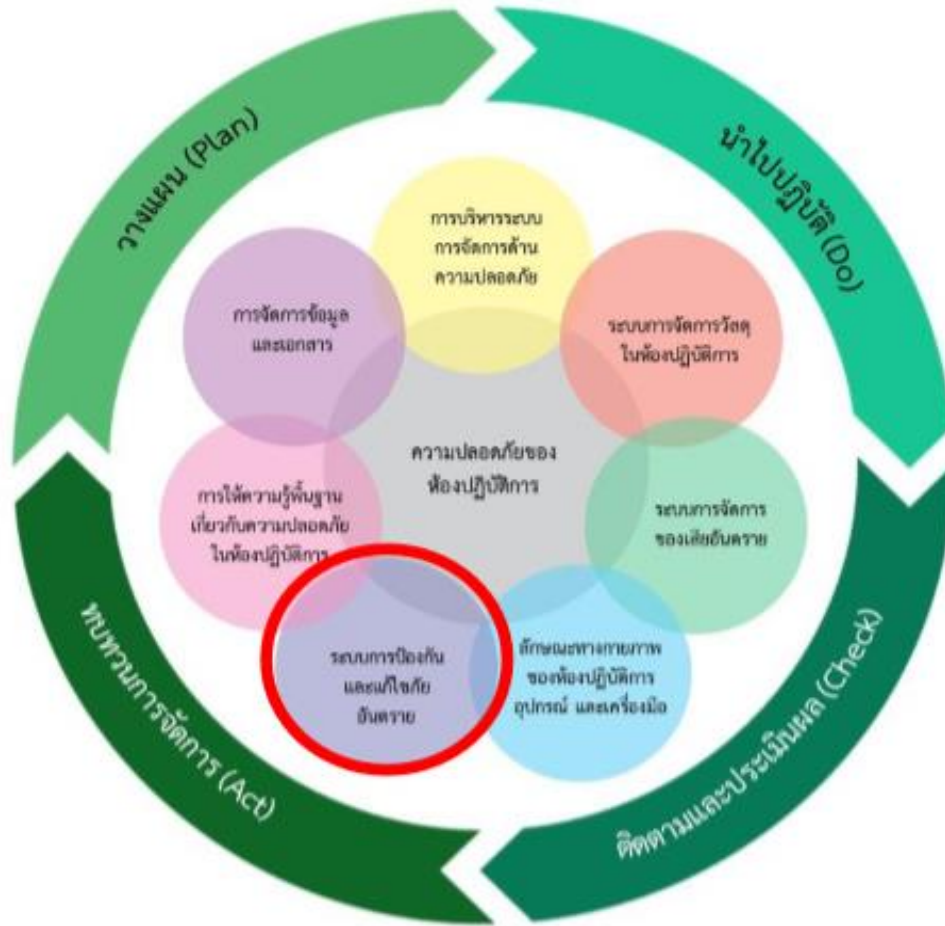 วางแผน (Plan)
นำไปปฏิบัติ (Do)
ติดตามและประเมินผล (Check)
ทบทวนการจัดการ (Act)
การบริหารระบบ
การจัดการด้าน
ความปลอดภัย
ระบบการจัดการวัสดุ
ในห้องปฏิบัติการ
ระบบการจัดการ
ของเสียอันตราย
ลักษณะทางกายภาพ
ของห้องปฏิบัติการ
อุปกรณ์ และเครื่องมือ
ระบบการป้องกัน
และแก้ไขภัย
อันตราย
การให้ความรู้พื้นฐาน
เกี่ยวกับความปลอดภัย
ในห้องปฏิบัติการ
การจัดการข้อมูล
และเอกสาร
ความปลอดภัยของ
ห้องปฏิบัติการ